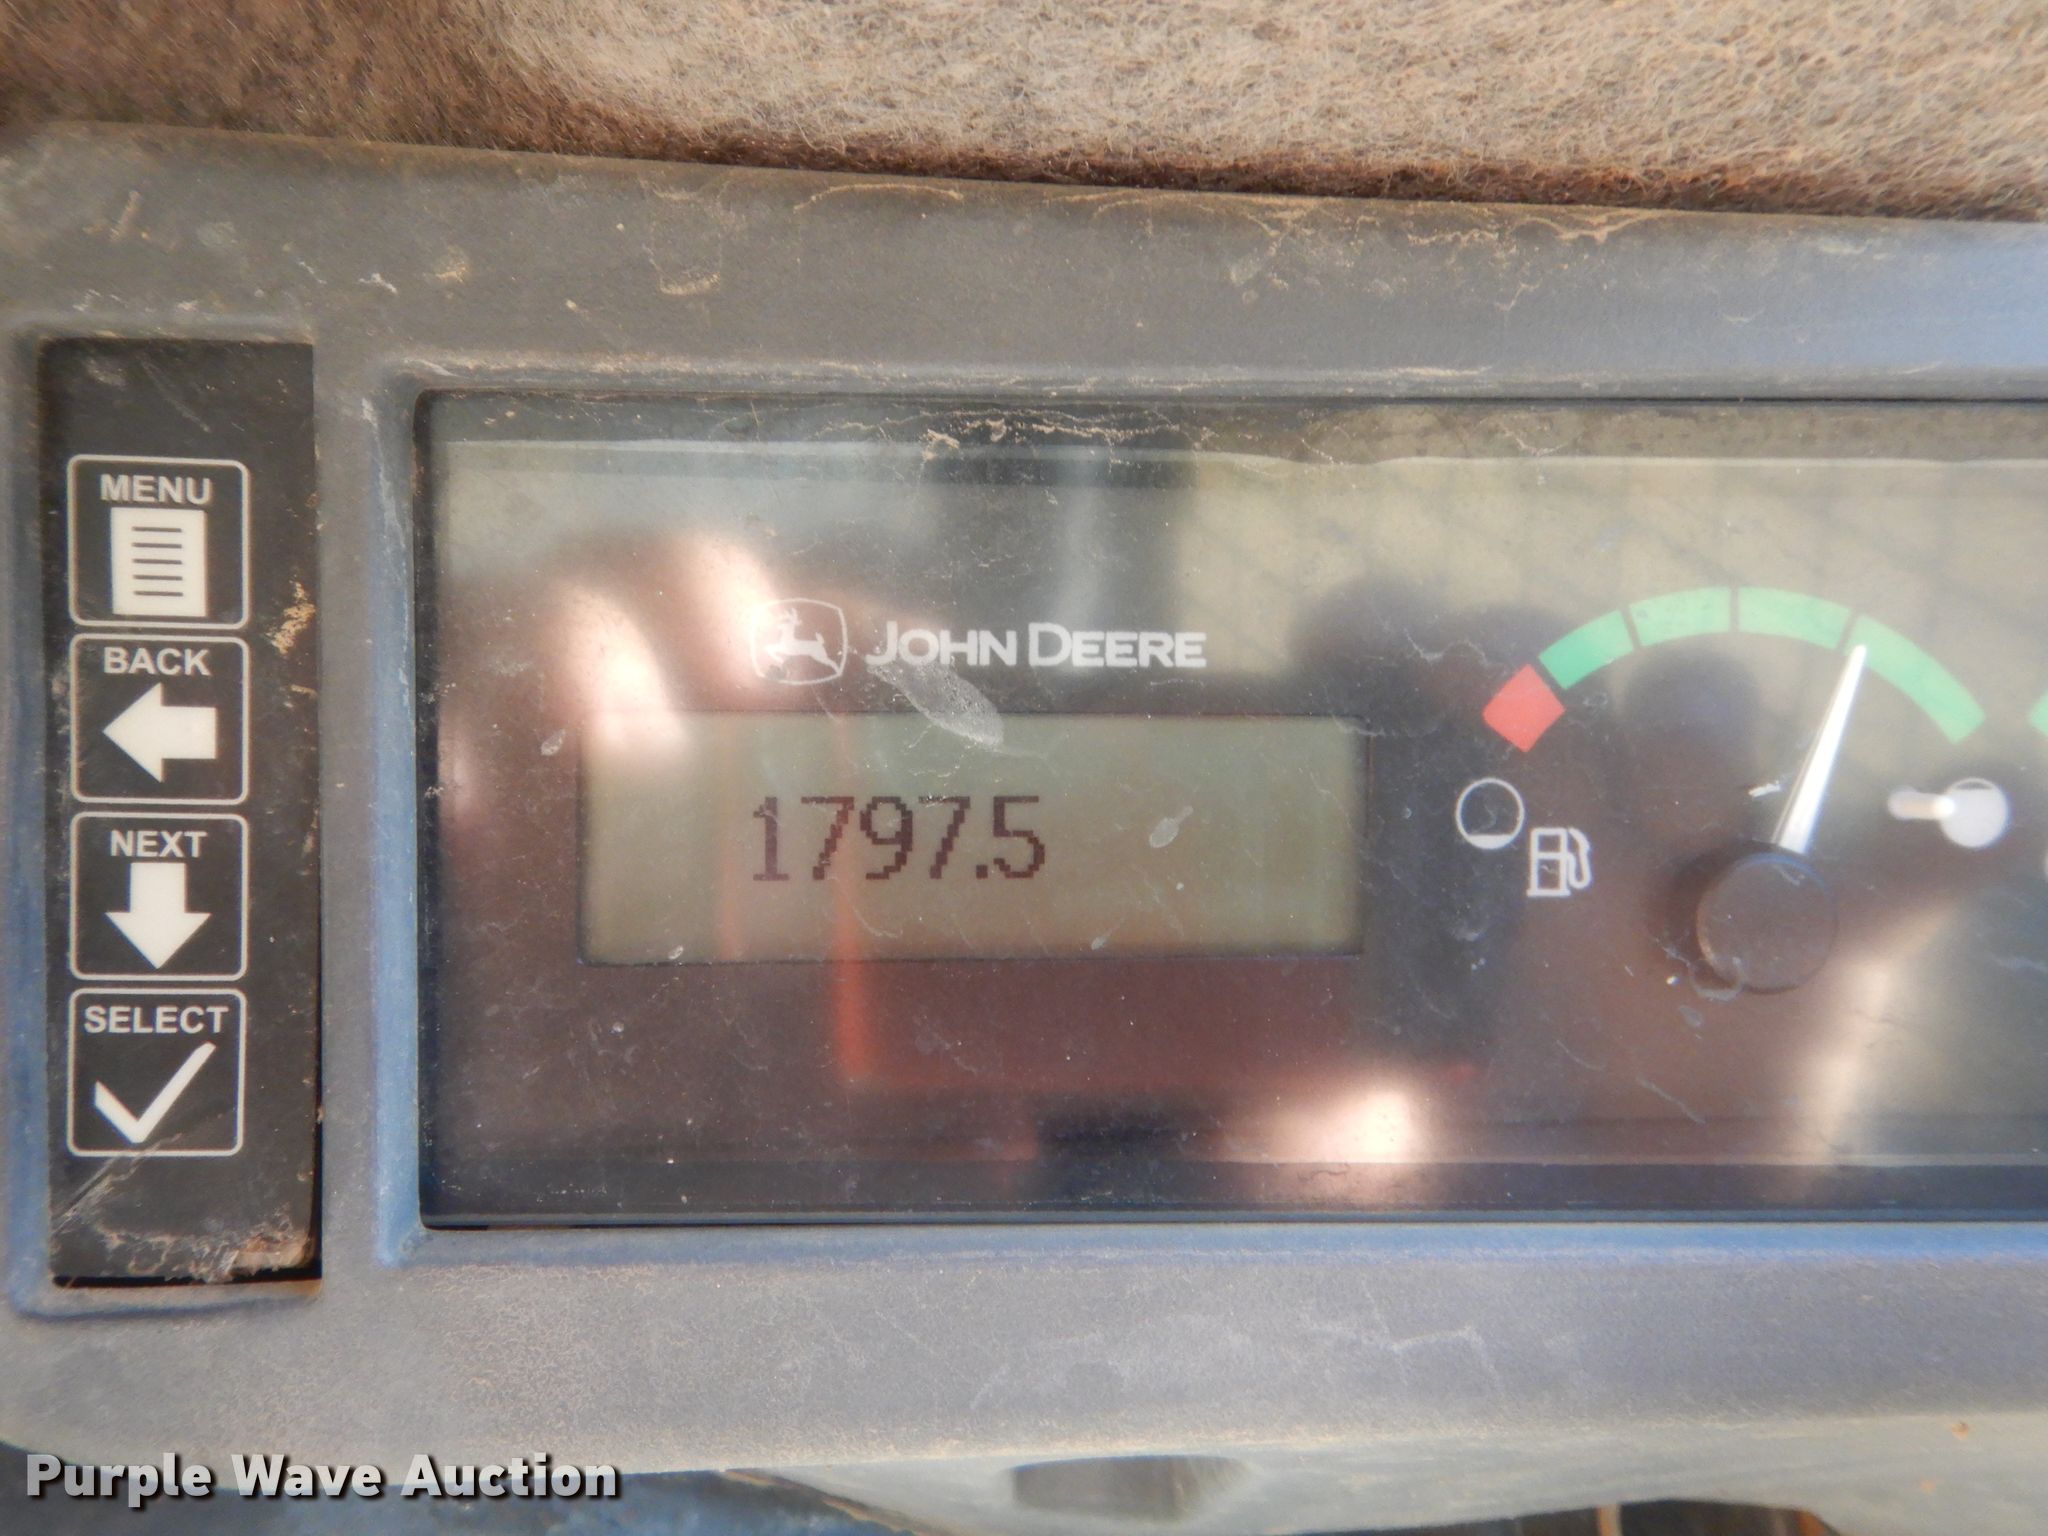 MENU
BACK
NEXT
SELECT
JOHN DEERE
1797.5
Purple Wave Auction